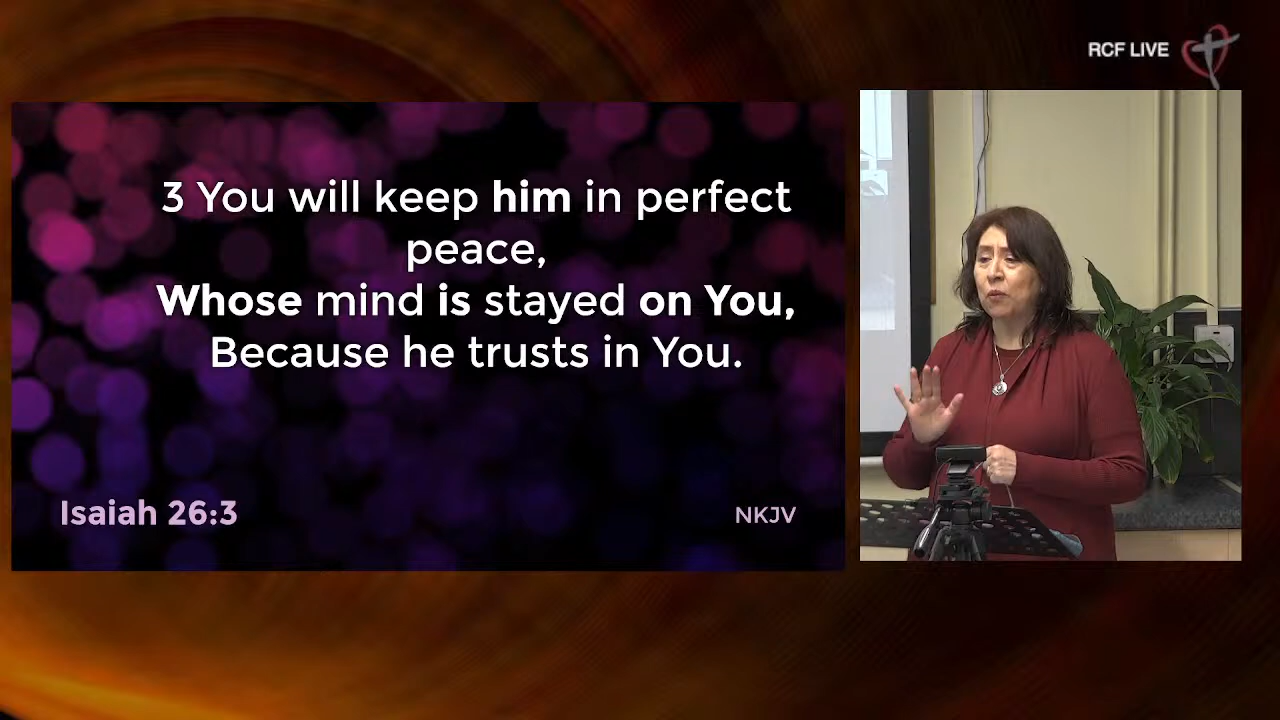 RCF LIVE
3 You will keep him in perfect
peace,
Whose mind is stayed on You,
Because he trusts in You.
Isaiah 26:3
NKJV